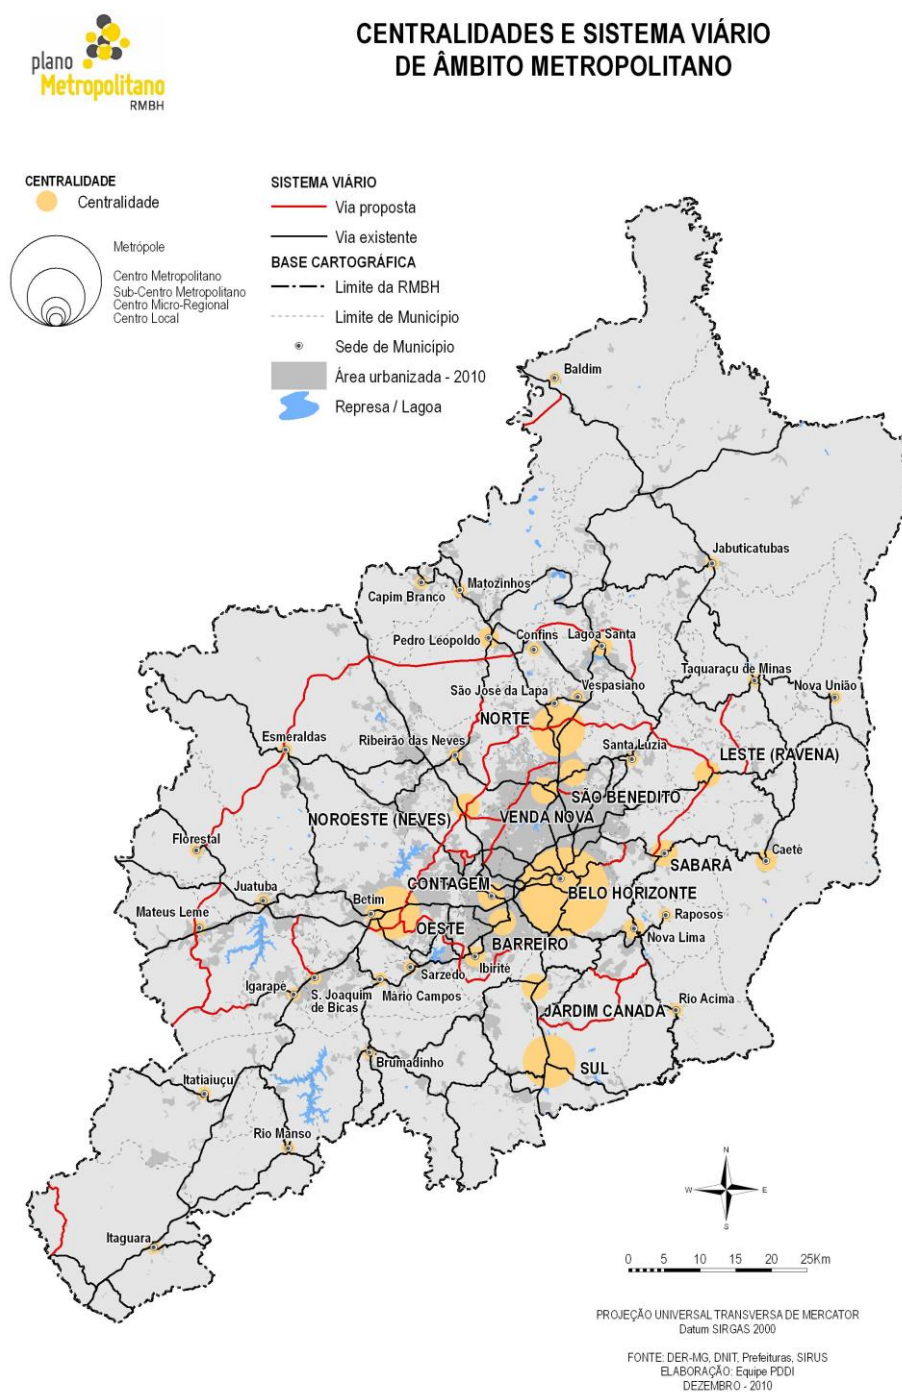 plano
Metropolitano
RMBH
CENTRALIDADES E SISTEMA VIÁRIO
DE ÂMBITO METROPOLITANO
CENTRALIDADE
Centralidade
Metrópole
Centro Metropolitano
Sub-Centro Metropolitano
Centro Micro-Regional
Centro Local
SISTEMA VIÁRIO
Via proposta
Via existente
BASE CARTOGRÁFICA
Limite da RMBH
Limite de Município
Sede de Município
Área urbanizada - 2010
Represa / Lagoa
Baldim
Jabuticatubas
Matozinhos
Capim Branco
Pedro Leopoldo
Confins
Lagoa Santa
Taquaraçu de Minas
Nova União
São José da Lapa
Vespasiano
NORTE
Esmeraldas
Ribeirão das Neves
Santa Luzia
LESTE (RAVENA)
SÃO BENEDITO
NOROESTE (NEVES)
VENDA NOVA
Florestal
SABARÁ
Caeté
Juatuba
CONTAGEM
BELO HORIZONTE
Betim
Mateus Leme
OESTE
Raposos
BARREIRO
Nova Lima
Ibirité
Sarzedo
Igarapé
S. Joaquim
de Bicas
Mário Campos
JARDIM CANADÁ
Rio Acima
Brumadinho
SUL
Itatiaiuçu
Rio Manso
Itaguara
N
W
E
S
0 5 10 15 20 25Km
PROJEÇÃO UNIVERSAL TRANSVERSA DE MERCATOR
Datum SIRGAS 2000
FONTE: DER-MG, DNIT, Prefeituras, SIRUS
ELABORAÇÃO: Equipe PDDI
DEZEMBRO - 2010